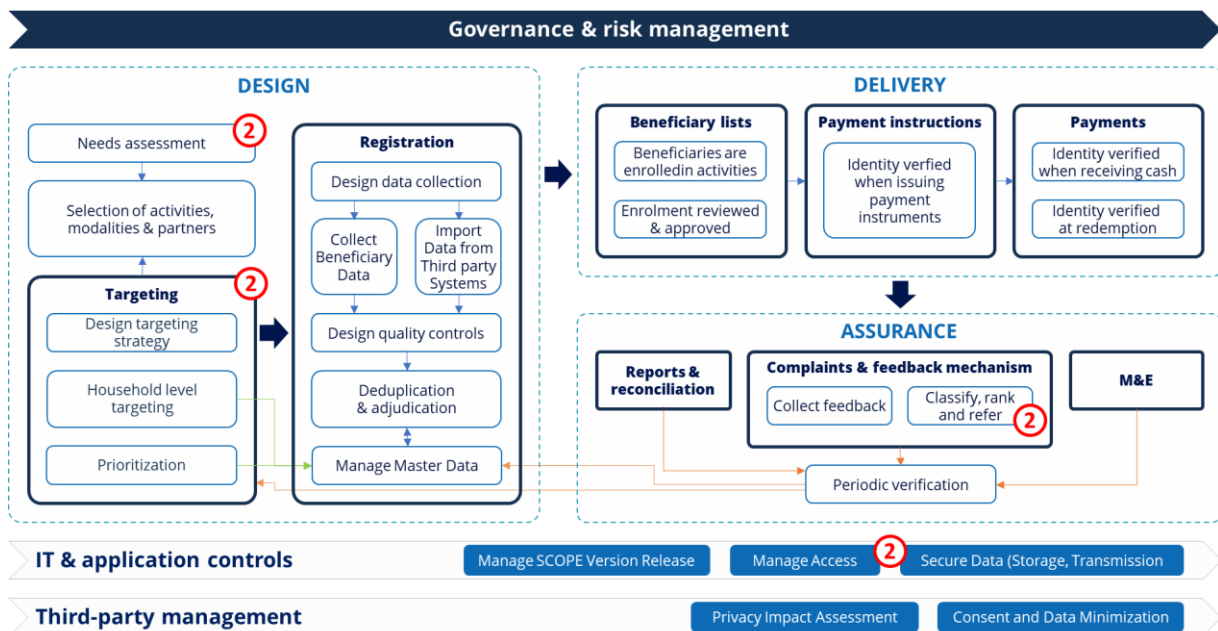 Governance & risk management
DESIGN
Needs assessment
2
Selection of activities,
modalities & partners
Targeting
2
Design targeting
strategy
Household level
targeting
Prioritization
Registration
Design data collection
Collect
Beneficiary
Data
Import
Data from
Third party
Systems
Design quality controls
Deduplication
& adjudication
Manage Master Data
DELIVERY
Beneficiary lists
Beneficiaries are
enrolledin activities
Enrolment reviewed
& approved
Payment instructions
Identity verfied
when issuing
payment
instruments
Payments
Identity verified
when receiving cash
Identity verified
at redemption
ASSURANCE
Reports &
reconciliation
Complaints & feedback mechanism
Collect feedback
Classify, rank
and refer
2
M&E
Periodic verification
IT & application controls
Manage SCOPE Version Release
Manage Access
2
Secure Data (Storage, Transmission
Third-party management
Privacy Impact Assessment
Consent and Data Minimization